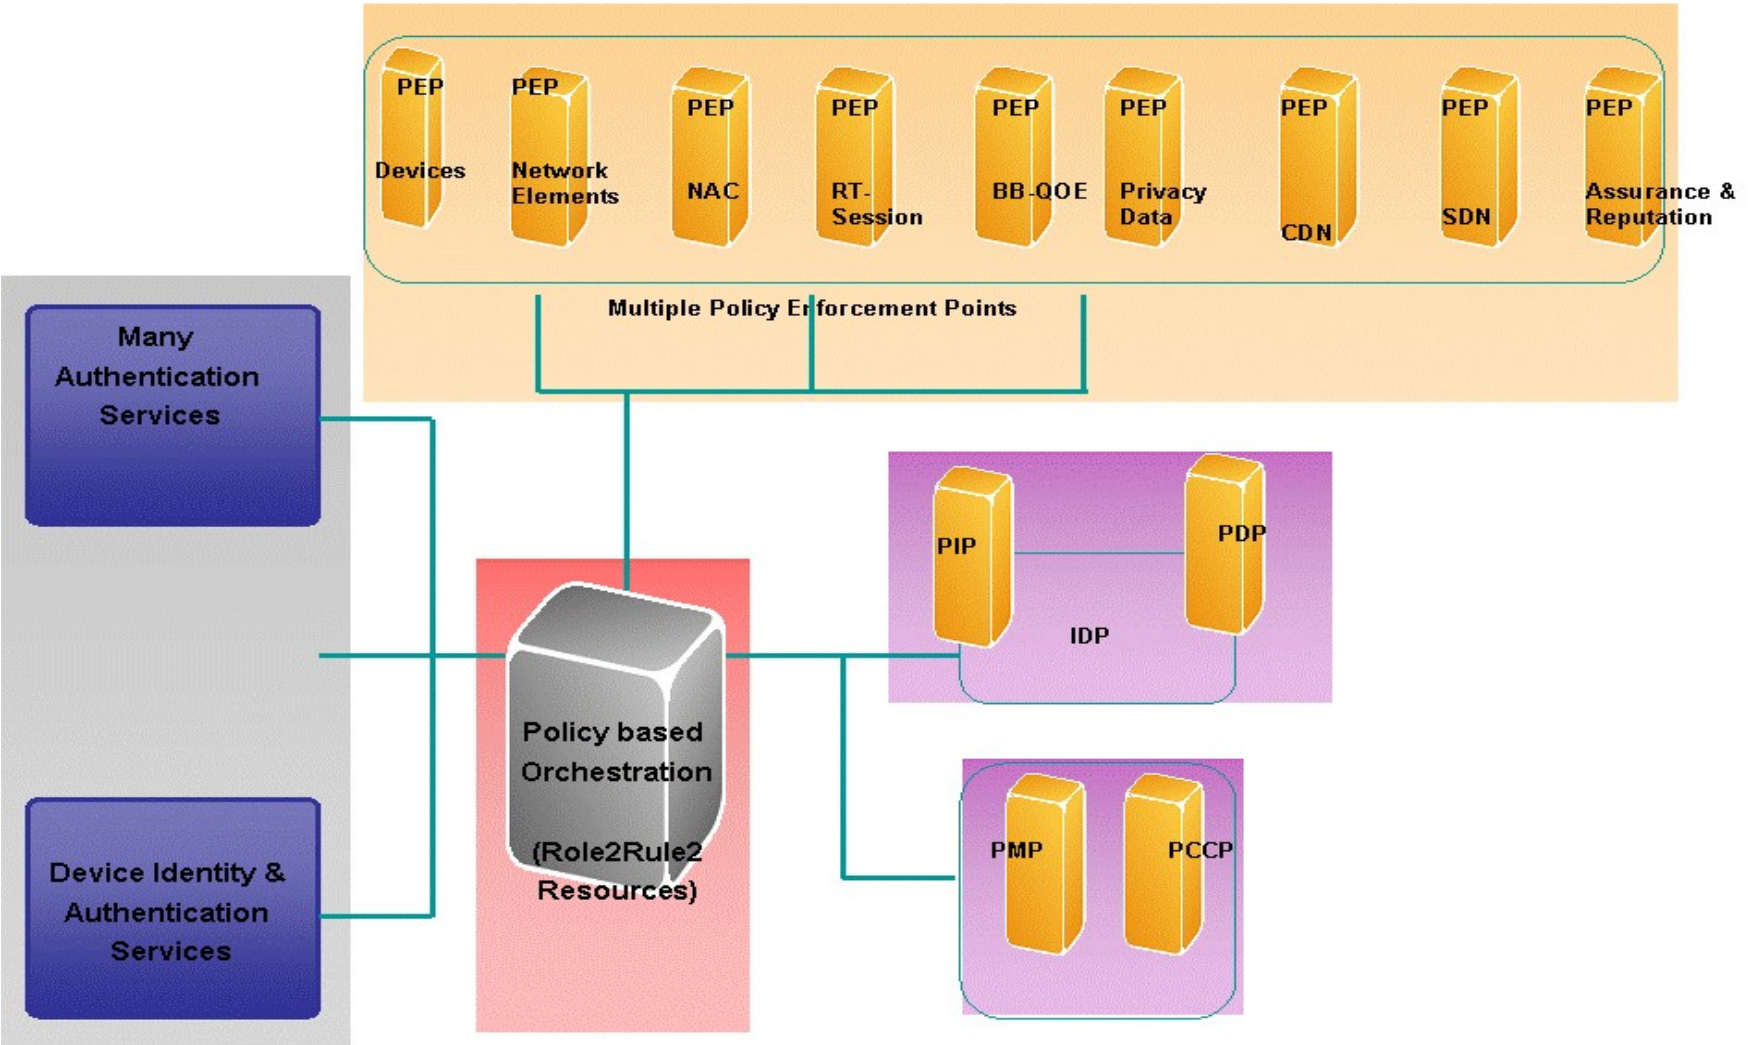 PEP
Devices
PEP
Network
Elements
PEP
NAC
PEP
RT-
Session
PEP
BB-QOE
PEP
Privacy
Data
PEP
CDN
PEP
SDN
PEP
Assurance &
Reputation
Multiple Policy Enforcement Points
Many
Authentication
Services
Device Identity &
Authentication
Services
Policy based
Orchestration
(Role2Rule2
Resources)
PIP
PDP
IDP
PMP
PCCP